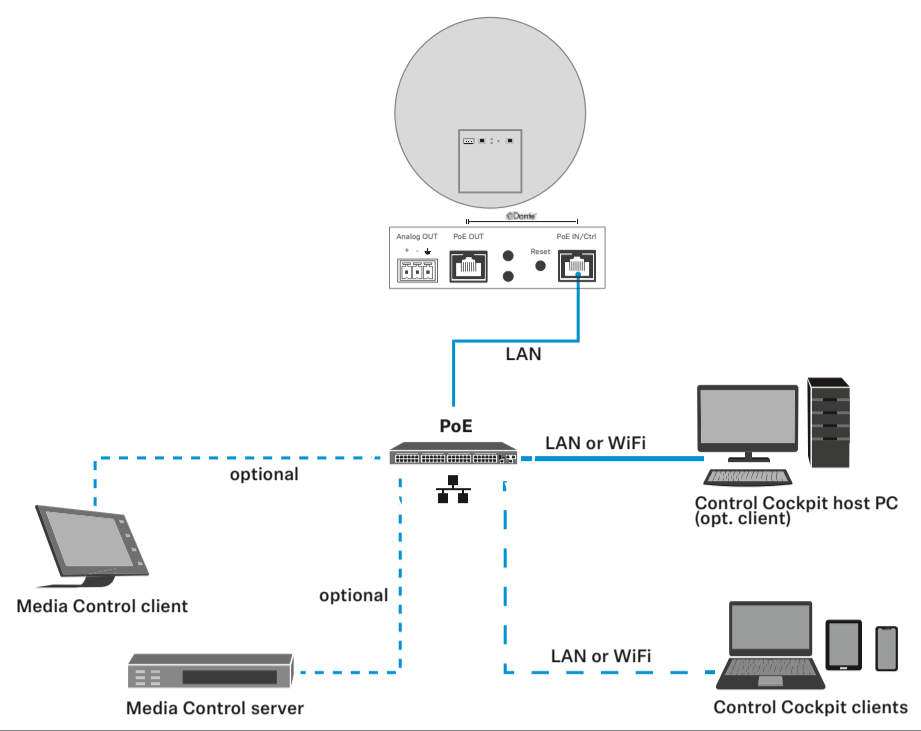 Dante
Analog OUT PoE OUT PoE IN/Ctrl
+ - Reset
LAN
PoE
LAN or WiFi
optional
Control Cockpit host PC
(opt. client)
optional
Media Control client
LAN or WiFi
Media Control server
Control Cockpit clients